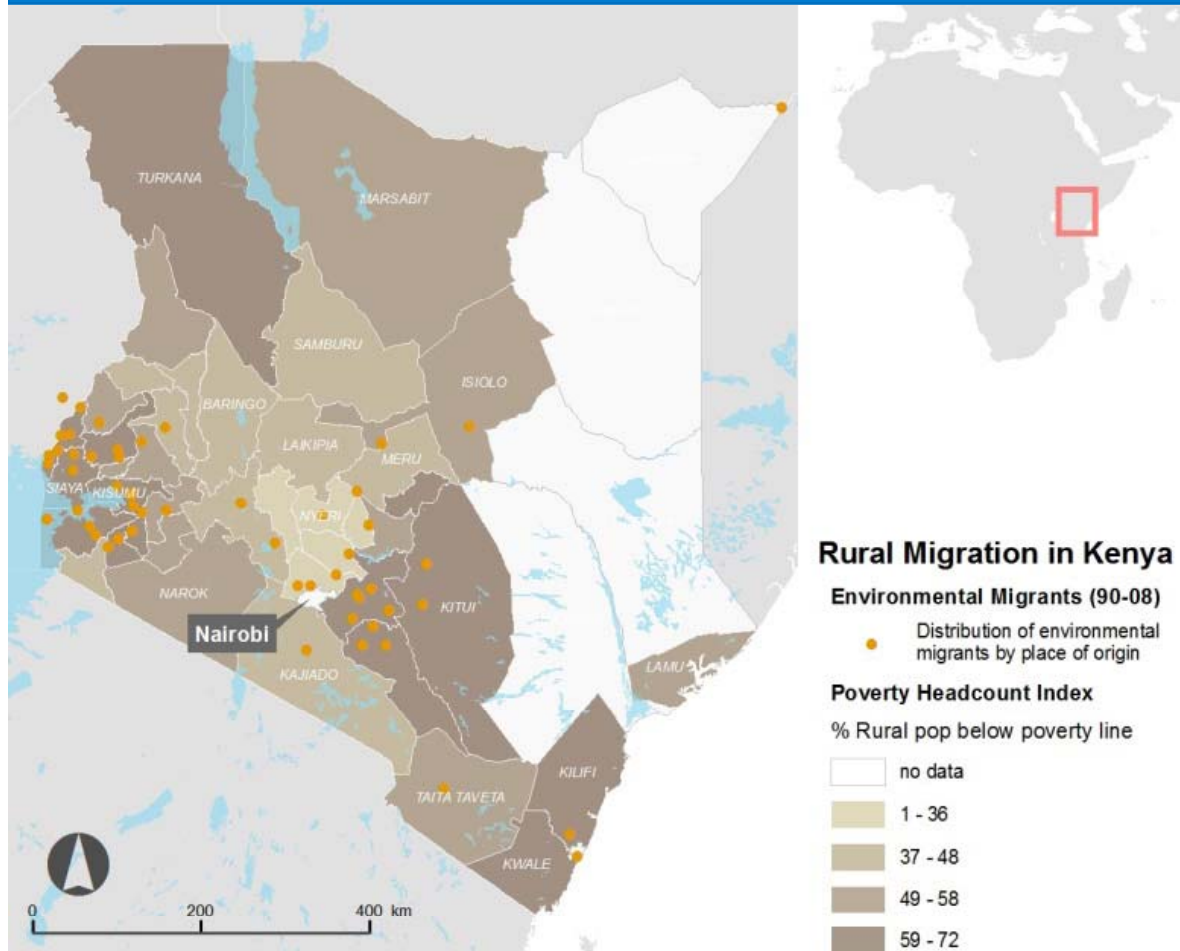 TURKANA
MARSABIT
SAMBURU
ISIOLO
BARINGO
LAIKIPIA
MERU
SIAYA
KISUMU
NYERI
NAROK
Nairobi
KITUI
KAJIADO
LAMU
KILIFI
TAITA TAVETA
KWALE
0 200 400 km
Rural Migration in Kenya
Environmental Migrants (90-08)
Distribution of environmental
migrants by place of origin
Poverty Headcount Index
% Rural pop below poverty line
no data
1 - 36
37 - 48
49 - 58
59 - 72